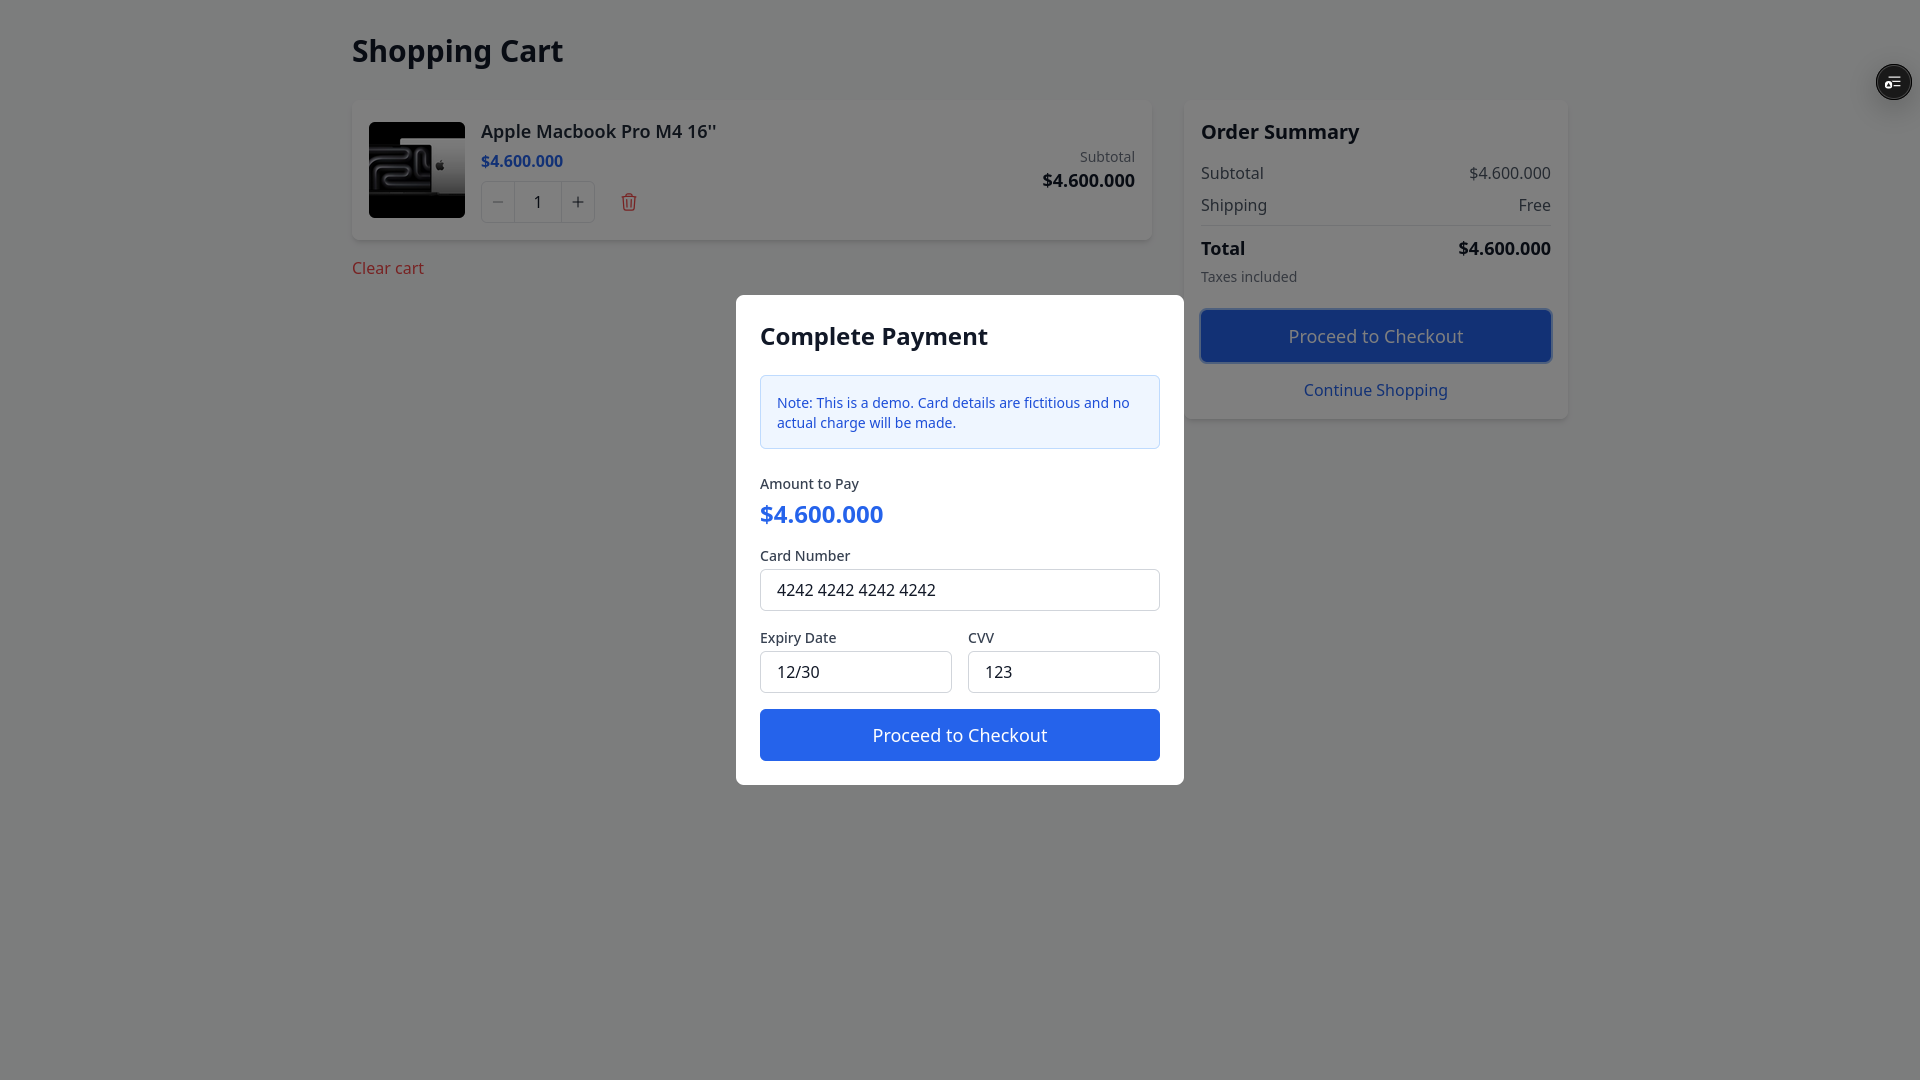 Shopping Cart
Apple Macbook Pro M4 16''
$4.600.000
1
Subtotal
$4.600.000
Clear cart
Order Summary
Subtotal $4.600.000
Shipping Free
Total $4.600.000
Taxes included
Proceed to Checkout
Continue Shopping
Complete Payment
Note: This is a demo. Card details are fictitious and no
actual charge will be made.
Amount to Pay
$4.600.000
Card Number
4242 4242 4242 4242
Expiry Date CVV
12/30 123
Proceed to Checkout